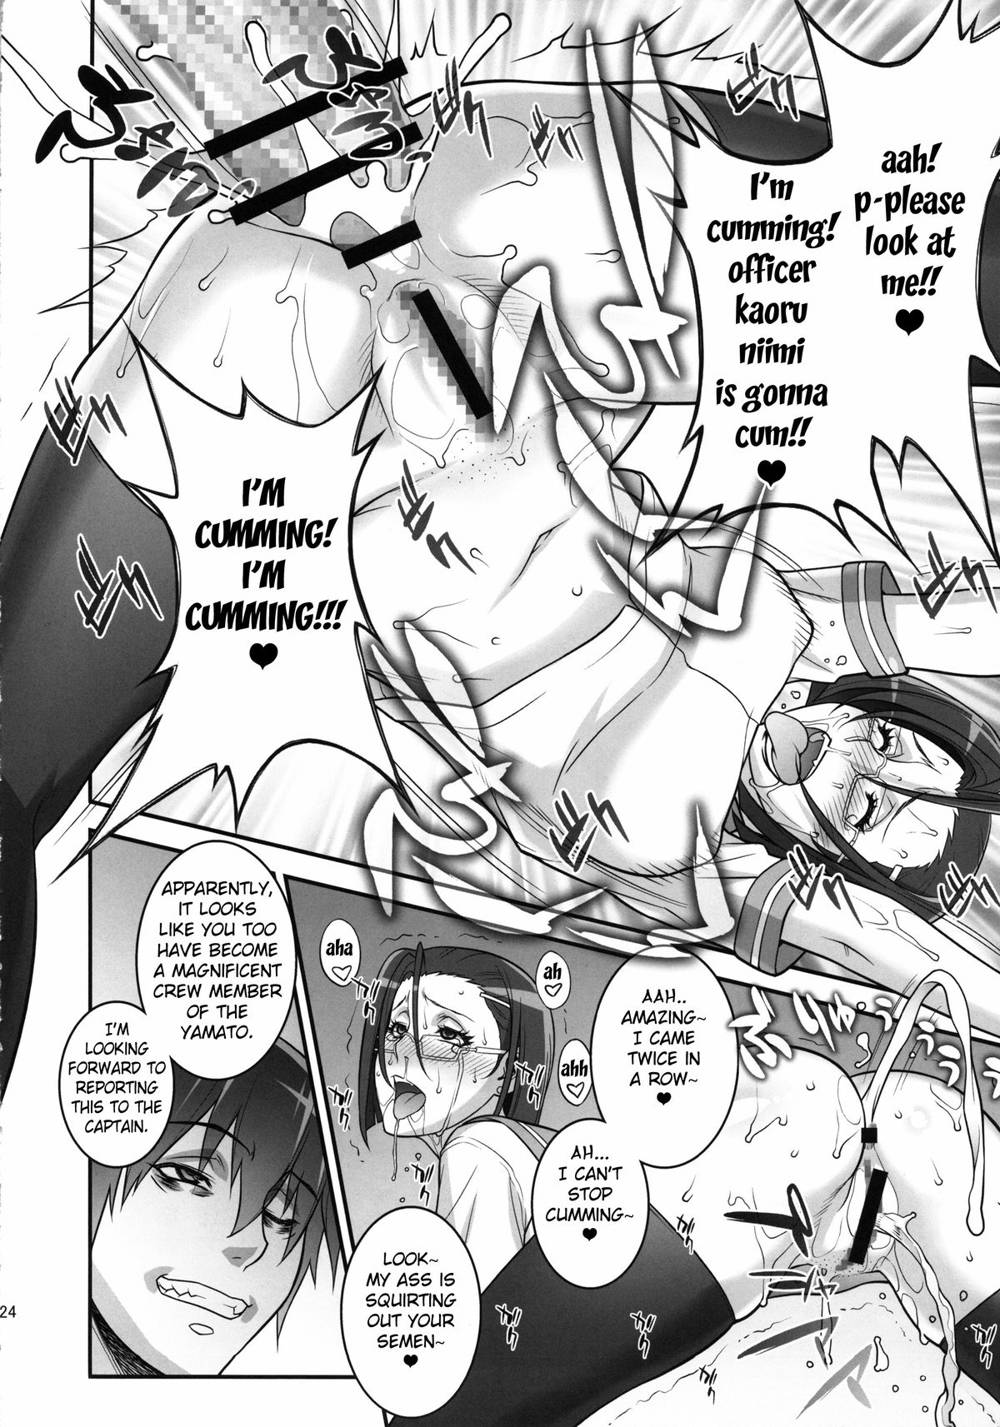 aah!
p-please
look at
me!!
I'm
cumming!
officer
kaoru
niimi
is gonna
cum!!
I'M
CUMMING!
I'M
CUMMING!!!
AAH..
AMAZING~
I CAME
TWICE IN
A ROW~
AH...
I CAN'T
STOP
CUMMING~
ah
ahh
aha
LOOK~
MY ASS IS
SQUIRTING
OUT YOUR
SEMEN~
APPARENTLY,
IT LOOKS
LIKE YOU TOO
HAVE BECOME
A MAGNIFICENT
CREW MEMBER
OF THE
YAMATO.
I'M
LOOKING
FORWARD TO
REPORTING
THIS TO THE
CAPTAIN.
24